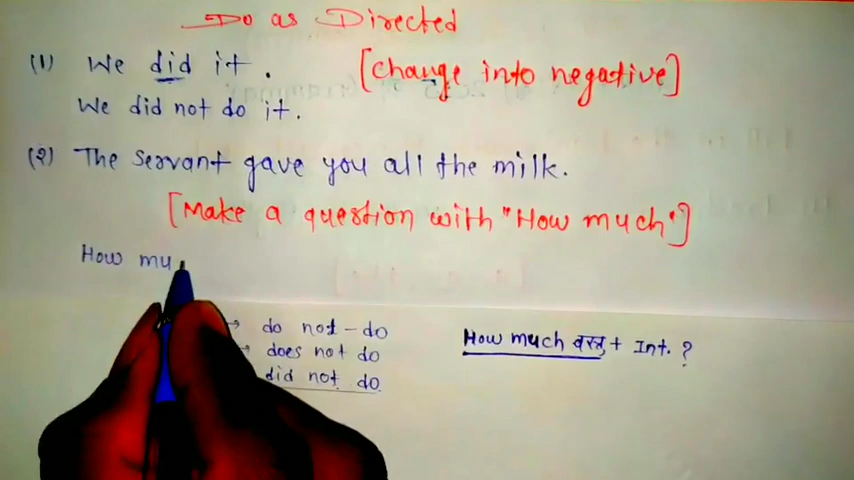 Do as Directed
(1) We did it. [change into negative]
We did not do it.
(2) The servant gave you all the milk.
[Make a question with "How much".]
How mu
→ do not - do
→ does not do
did not do
How much वस्तु + Int. ?